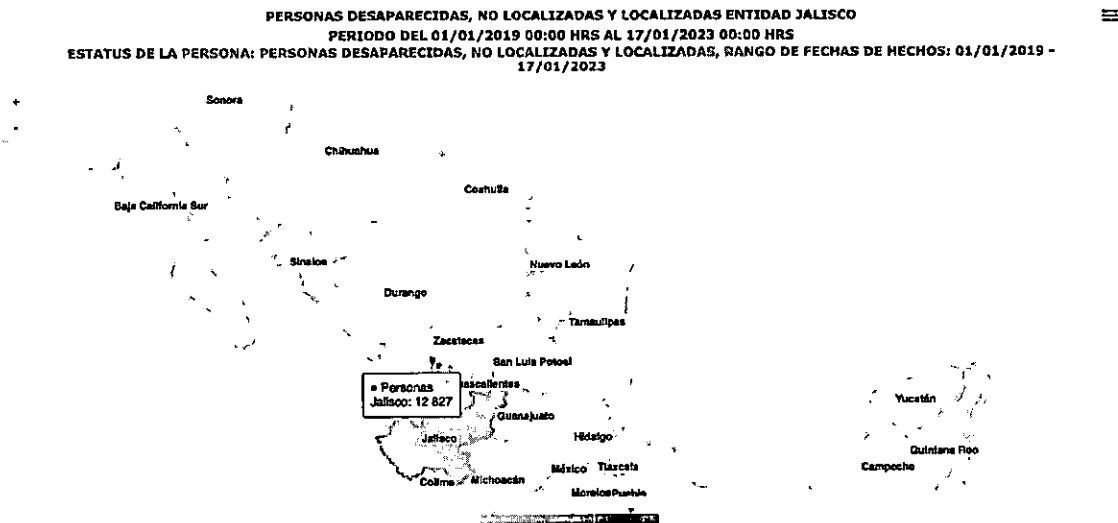 PERSONAS DESAPARECIDAS, NO LOCALIZADAS Y LOCALIZADAS ENTIDAD JALISCO
PERIODO DEL 01/01/2019 00:00 HRS AL 17/01/2023 00:00 HRS
ESTATUS DE LA PERSONA: PERSONAS DESAPARECIDAS, NO LOCALIZADAS Y LOCALIZADAS, RANGO DE FECHAS DE HECHOS: 01/01/2019 -
17/01/2023
+
-
Sonora
Chihuahua
Coahuila
Baja California Sur
Sinaloa
Nuevo León
Durango
Tamaulipas
Zacatecas
San Luis Potosí
• Personas
Jalisco: 12 827
uascalientes
Yucatán
Guanajuato
Jalisco
Hidalgo
Quintana Roo
México
Tlaxcala
Campeche
Colima
Michoacán
Morelos
Puebla